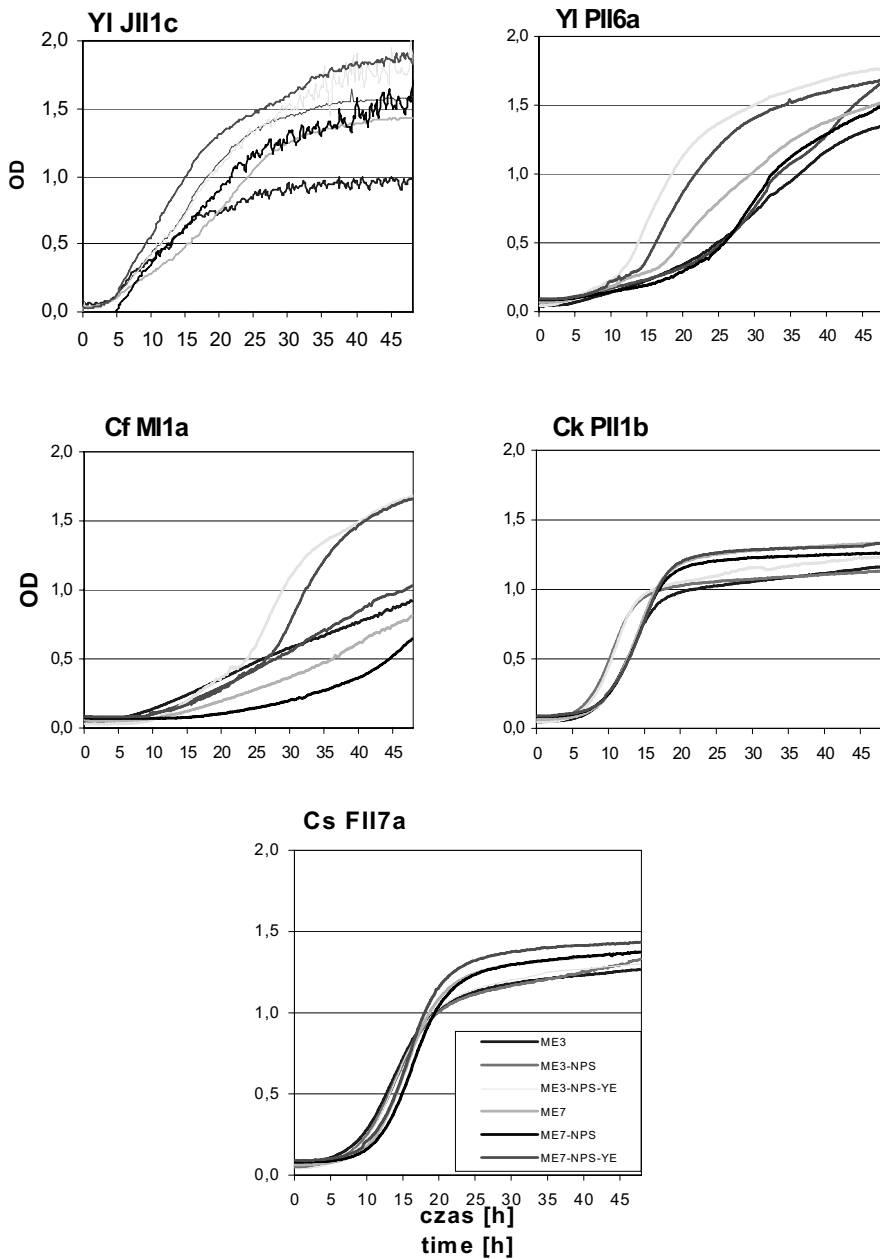 Yl JII1c
2,0
1,5
1,0
0,5
0,0
OD
0 5 10 15 20 25 30 35 40 45
Yl PII6a
2,0
1,5
1,0
0,5
0,0
0 5 10 15 20 25 30 35 40 45
Cf MI1a
2,0
1,5
1,0
0,5
0,0
OD
0 5 10 15 20 25 30 35 40 45
Ck PII1b
2,0
1,5
1,0
0,5
0,0
0 5 10 15 20 25 30 35 40 45
Cs FII7a
2,0
1,5
1,0
0,5
0,0
ME3
ME3-NPS
ME3-NPS-YE
ME7
ME7-NPS
ME7-NPS-YE
0 5 10 15 20 25 30 35 40 45
czas [h]
time [h]